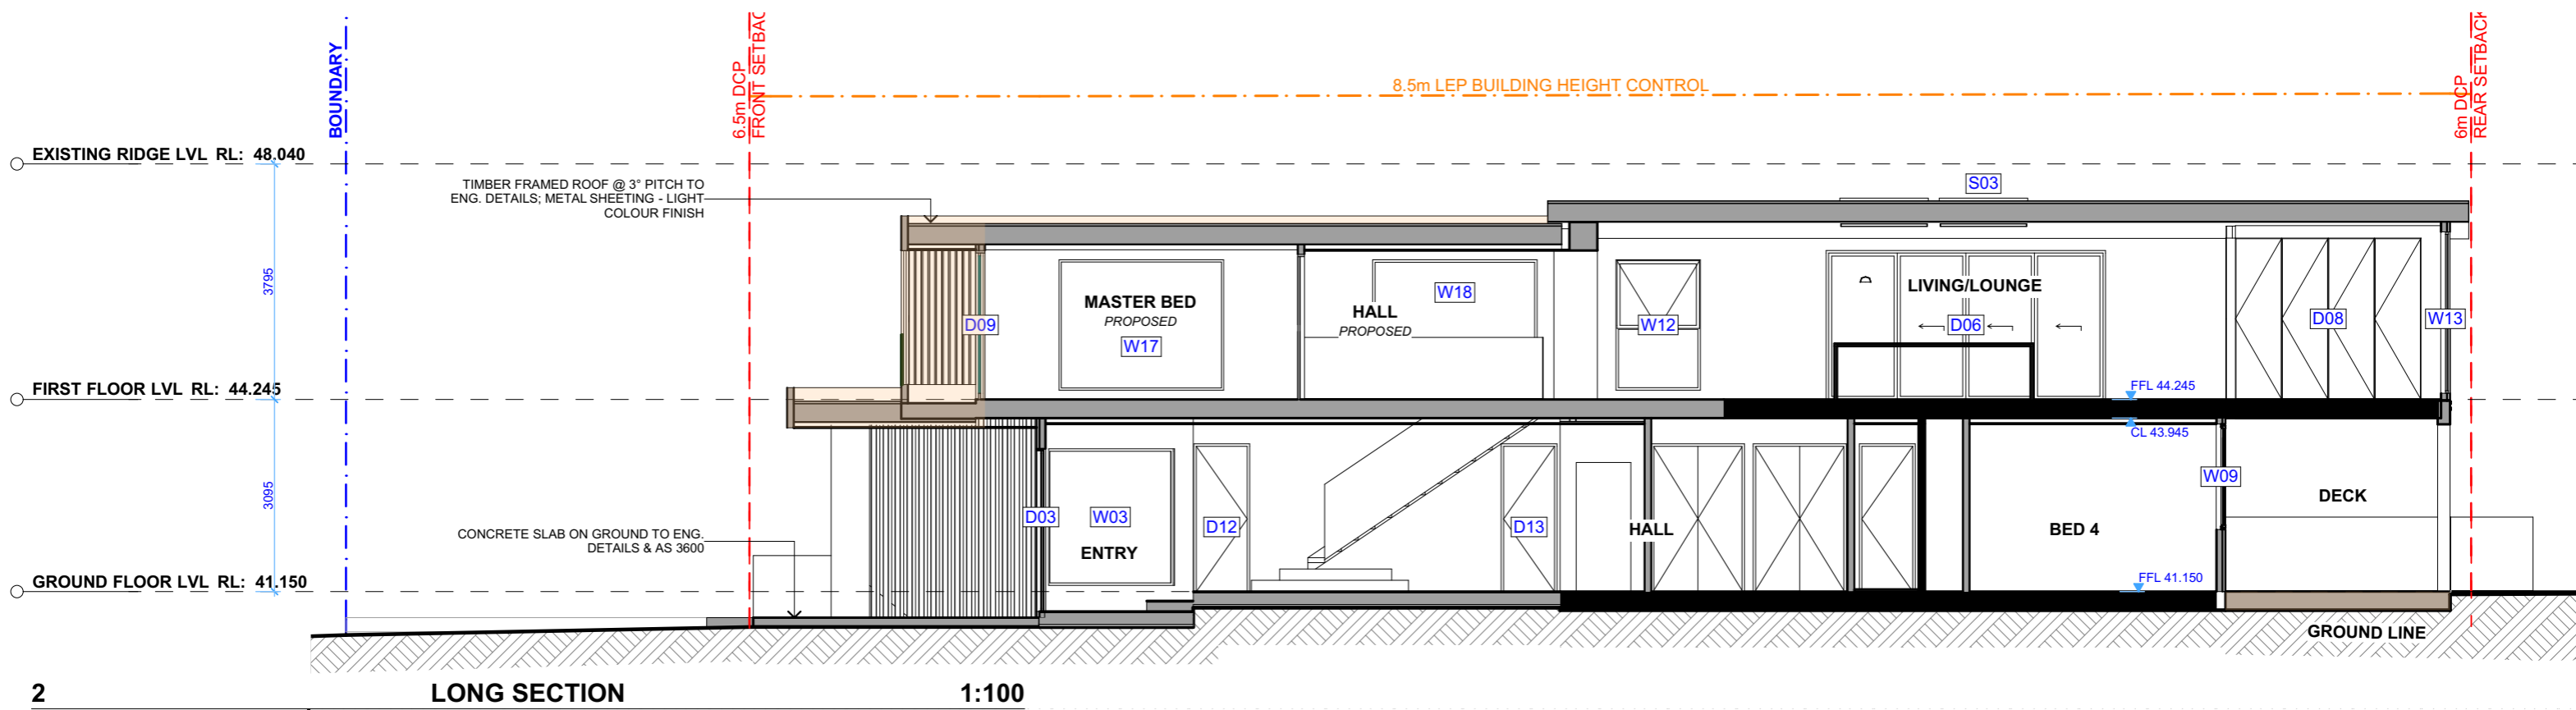 BOUNDARY
6.5m DCP
FRONT SETBAC
8.5m LEP BUILDING HEIGHT CONTROL
6m DCP
REAR SETBACK
EXISTING RIDGE LVL RL: 48.040
TIMBER FRAMED ROOF @ 3° PITCH TO
ENG. DETAILS; METAL SHEETING - LIGHT
COLOUR FINISH
S03
3795
MASTER BED
PROPOSED
W17
D09
HALL
PROPOSED
W18
W12
LIVING/LOUNGE
D06
D08
W13
FIRST FLOOR LVL RL: 44.245
FFL 44.245
CL 43.945
3095
CONCRETE SLAB ON GROUND TO ENG.
DETAILS & AS 3600
D03
W03
ENTRY
D12
D13
HALL
BED 4
W09
DECK
GROUND FLOOR LVL RL: 41.150
FFL 41.150
GROUND LINE
2 LONG SECTION 1:100